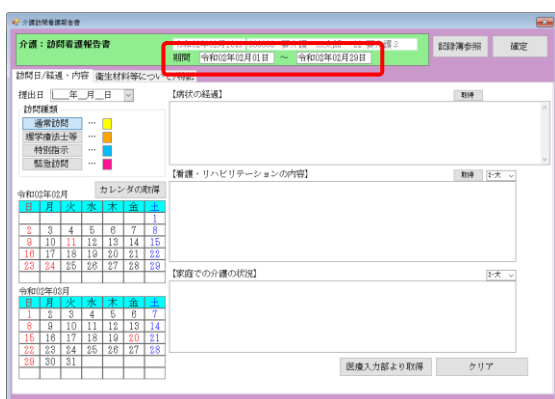 介護訪問看護報告書
介護：訪問看護報告書
期間 令和02年02月01日 ～ 令和02年02月29日
記録簿参照 確定
訪問日/経過・内容 衛生材料等について/特記
提出日 __年__月__日
訪問種類
通常訪問 …
理学療法士等 …
特別指示 …
緊急訪問 …
令和02年02月 カレンダの取得
日 月 火 水 木 金 土
1
2 3 4 5 6 7 8
9 10 11 12 13 14 15
16 17 18 19 20 21 22
23 24 25 26 27 28 29
令和02年03月
日 月 火 水 木 金 土
1 2 3 4 5 6 7
8 9 10 11 12 13 14
15 16 17 18 19 20 21
22 23 24 25 26 27 28
29 30 31
【病状の経過】 取得
【看護・リハビリテーションの内容】 取得
【家庭での介護の状況】
医療入力部より取得 クリア